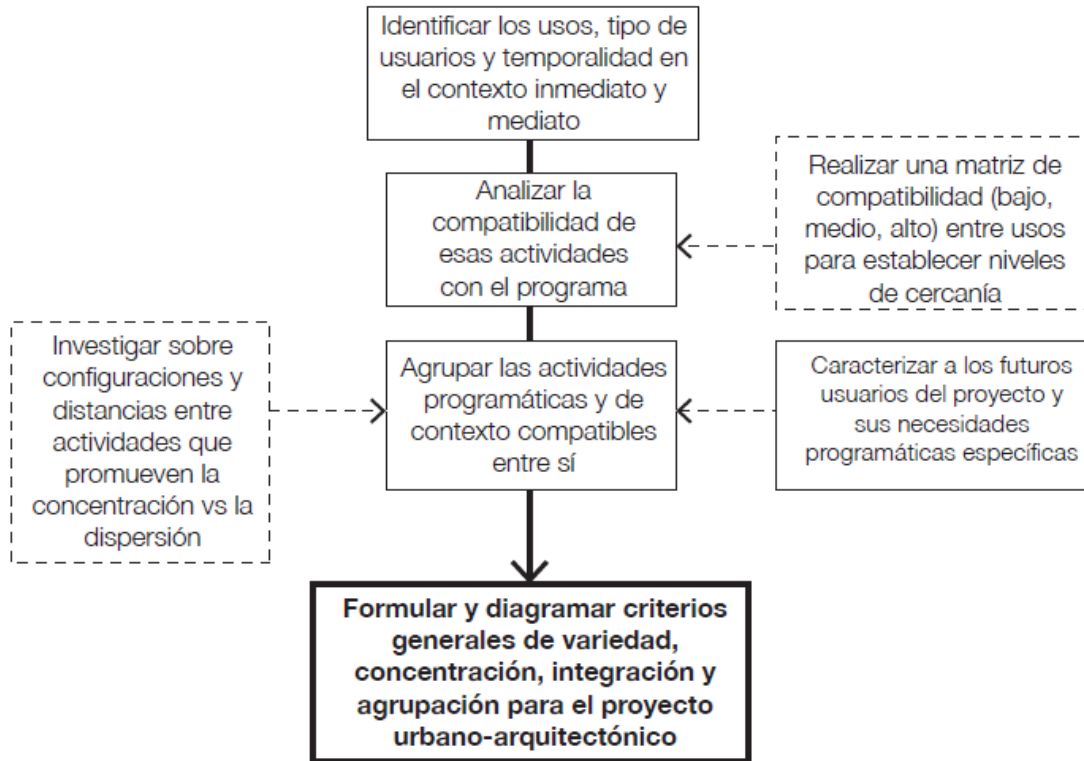 Identificar los usos, tipo de
usuarios y temporalidad en
el contexto inmediato y
mediato
Analizar la
compatibilidad de
esas actividades
con el programa
Realizar una matriz de
compatibilidad (bajo,
medio, alto) entre usos
para establecer niveles
de cercanía
Investigar sobre
configuraciones y
distancias entre
actividades que
promueven la
concentración vs la
dispersión
Agrupar las actividades
programáticas y de
contexto compatibles
entre sí
Caracterizar a los futuros
usuarios del proyecto y
sus necesidades
programáticas específicas
Formular y diagramar criterios
generales de variedad,
concentración, integración y
agrupación para el proyecto
urbano-arquitectónico